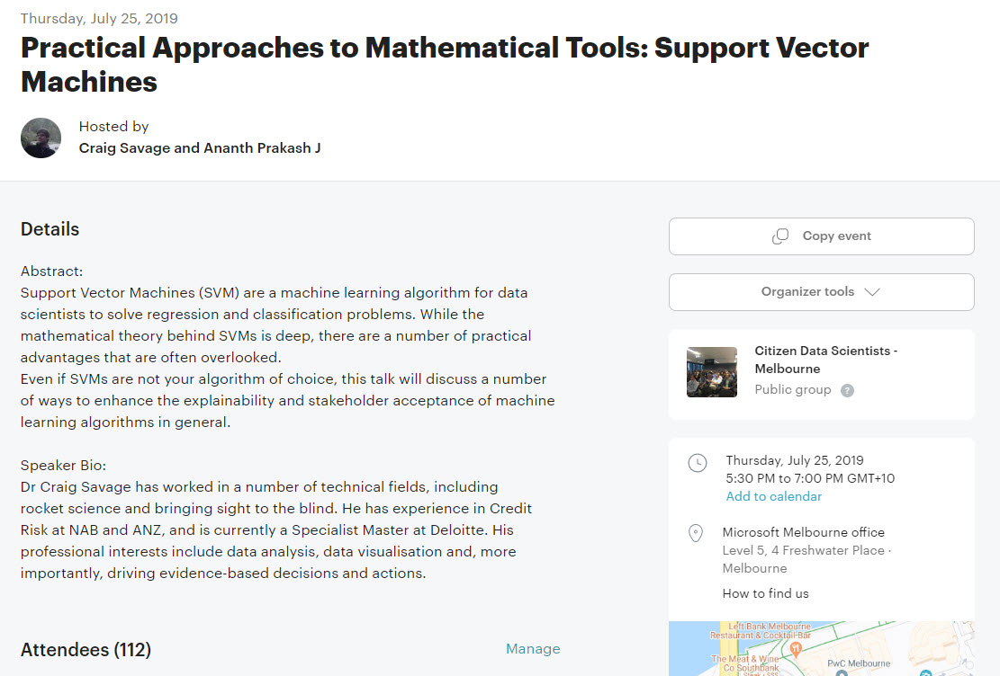 Thursday, July 25, 2019
Practical Approaches to Mathematical Tools: Support Vector
Machines
Hosted by
Craig Savage and Ananth Prakash J
Details
Abstract:
Support Vector Machines (SVM) are a machine learning algorithm for data
scientists to solve regression and classification problems. While the
mathematical theory behind SVMs is deep, there are a number of practical
advantages that are often overlooked.
Even if SVMs are not your algorithm of choice, this talk will discuss a number
of ways to enhance the explainability and stakeholder acceptance of machine
learning algorithms in general.
Speaker Bio:
Dr Craig Savage has worked in a number of technical fields, including
rocket science and bringing sight to the blind. He has experience in Credit
Risk at NAB and ANZ, and is currently a Specialist Master at Deloitte. His
professional interests include data analysis, data visualisation and, more
importantly, driving evidence-based decisions and actions.
Attendees (112)
Manage
Copy event
Organizer tools
Citizen Data Scientists -
Melbourne
Public group ?
Thursday, July 25, 2019
5:30 PM to 7:00 PM GMT+10
Add to calendar
Microsoft Melbourne office
Level 5, 4 Freshwater Place ·
Melbourne
How to find us
Left Bank Melbourne
Restaurant & Cocktail Bar
The Meat & Wine
Co Southbank
PwC Melbourne